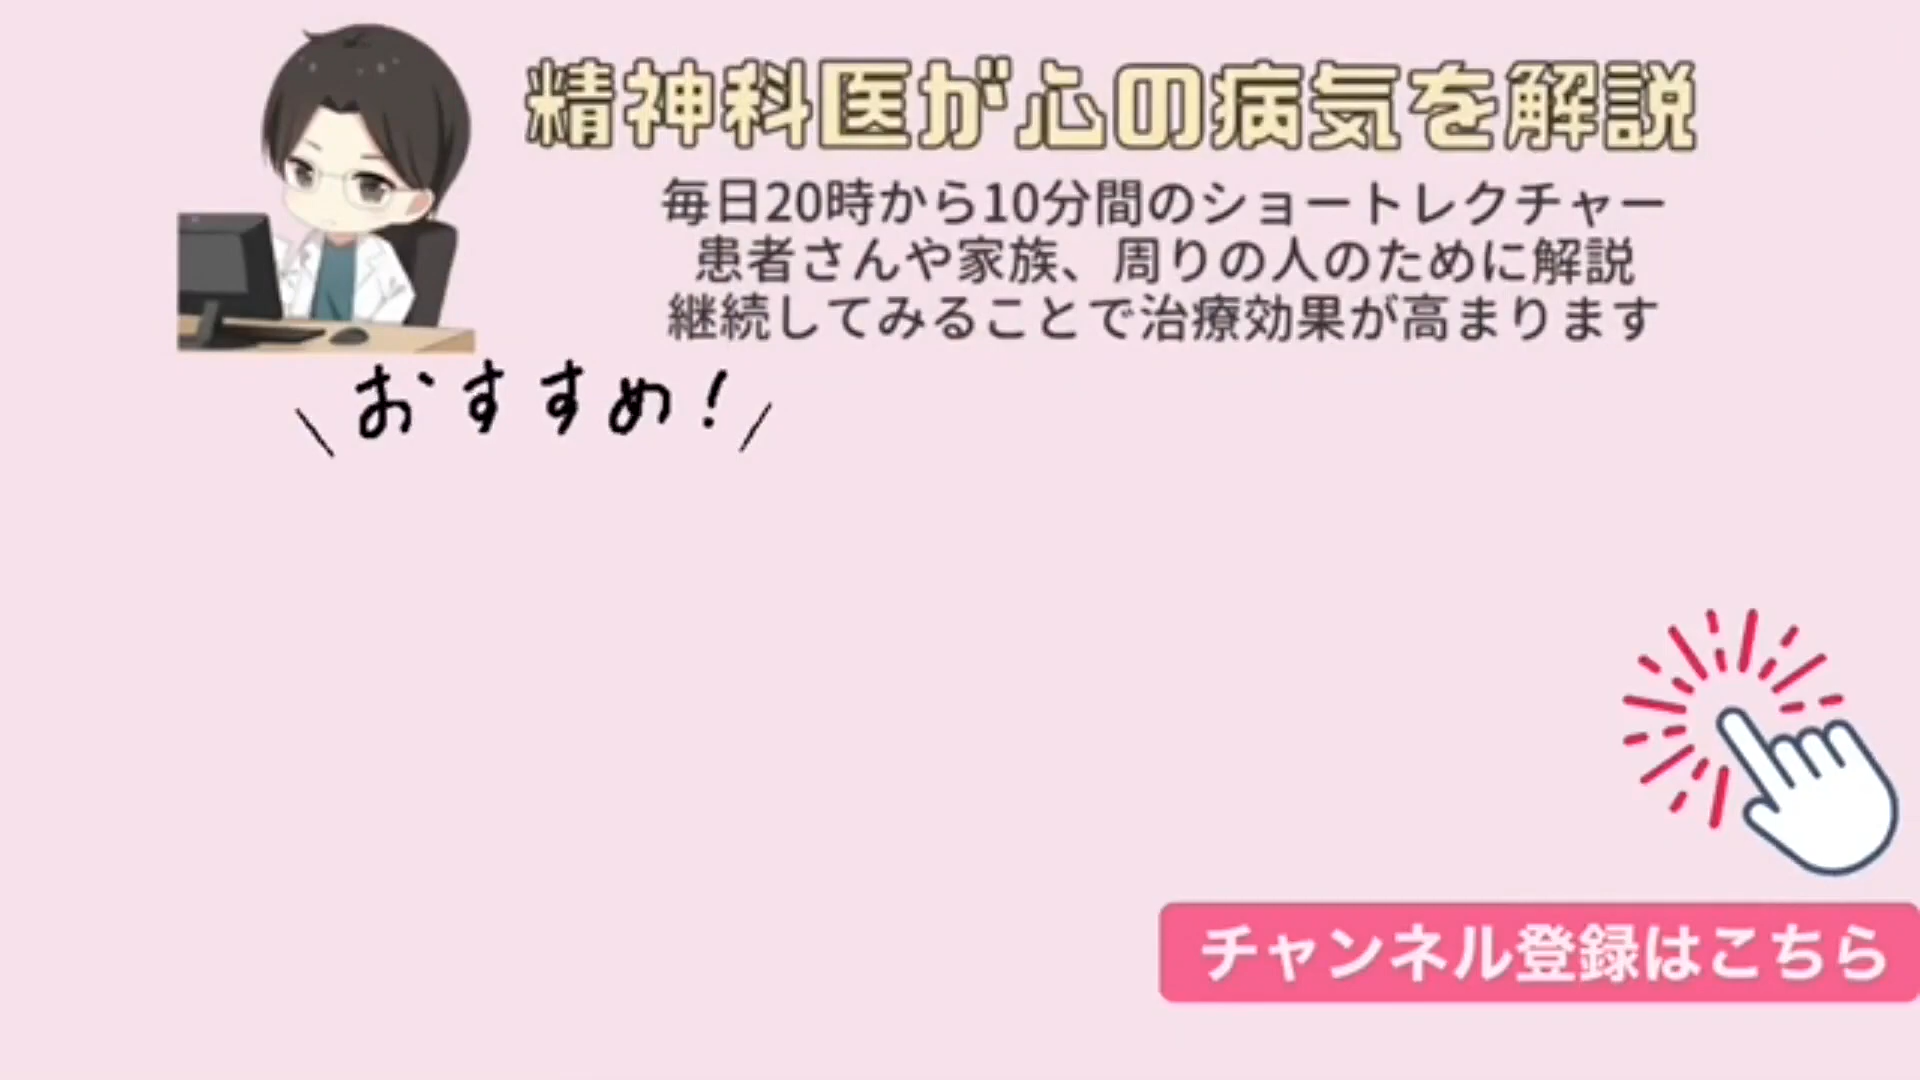 精神科医が心の病気を解説
毎日20時から10分間のショートレクチャー
患者さんや家族、周りの人のために解説
継続してみることで治療効果が高まります
\おすすめ!/
チャンネル登録はこちら